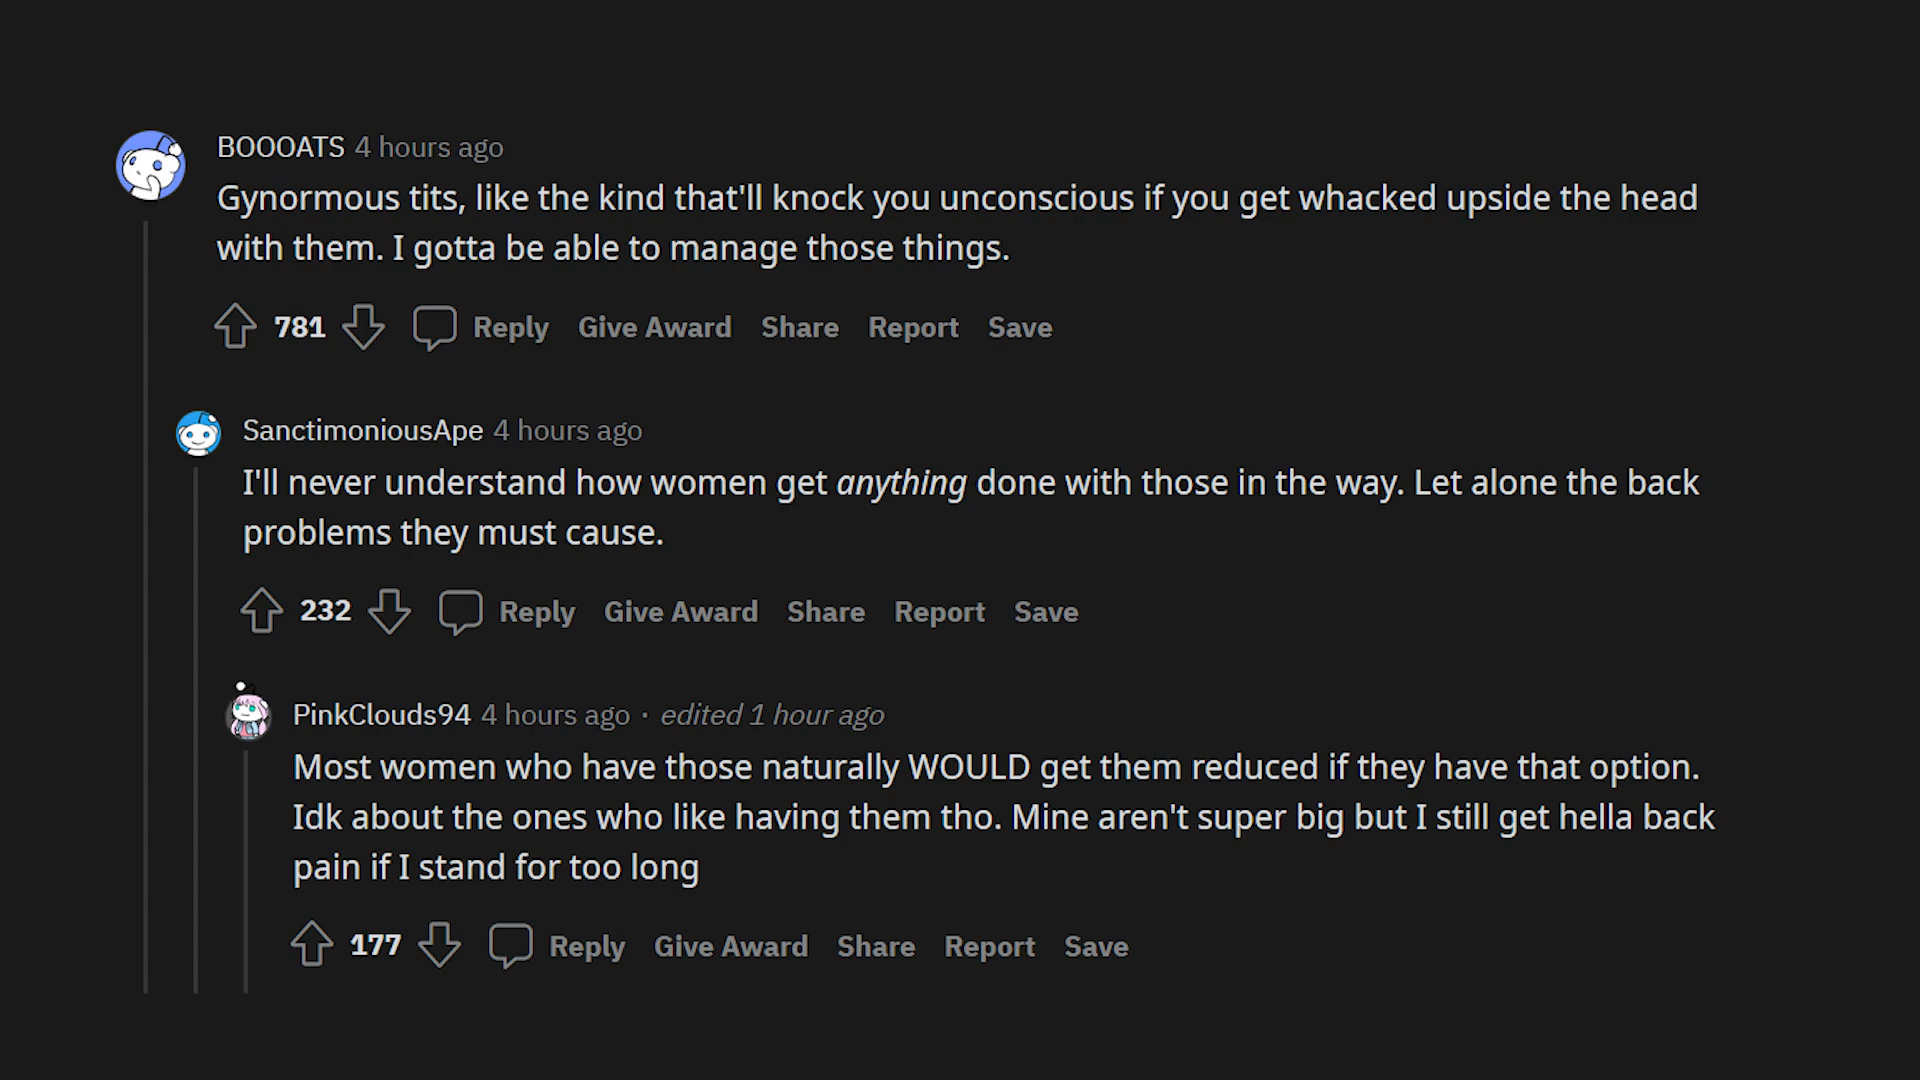 BOOOATS 4 hours ago
Gynormous tits, like the kind that'll knock you unconscious if you get whacked upside the head
with them. I gotta be able to manage those things.
781 Reply Give Award Share Report Save
SanctimoniousApe 4 hours ago
I'll never understand how women get anything done with those in the way. Let alone the back
problems they must cause.
232 Reply Give Award Share Report Save
PinkClouds94 4 hours ago · edited 1 hour ago
Most women who have those naturally WOULD get them reduced if they have that option.
Idk about the ones who like having them tho. Mine aren't super big but I still get hella back
pain if I stand for too long
177 Reply Give Award Share Report Save